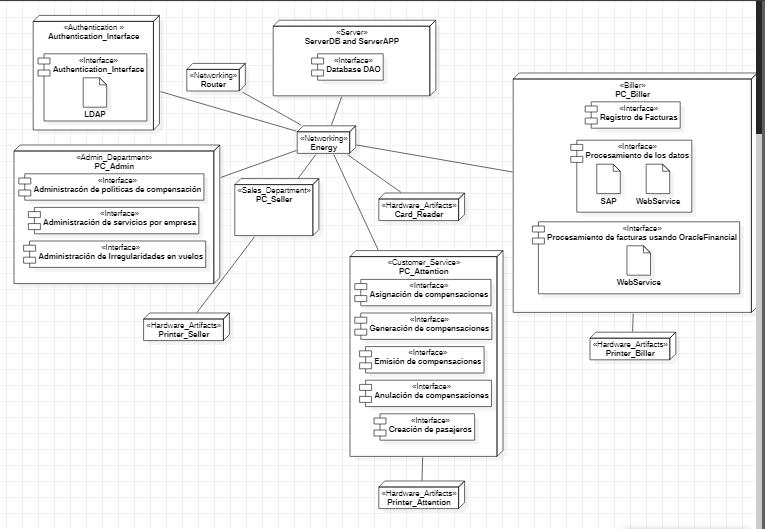 «Authentication »
Authentication_Interface
«Interface»
Authentication_Interface
LDAP
«Networking»
Router
«Server»
ServerDB and ServerAPP
«Interface»
Database DAO
«Networking»
Energy
«Biller»
PC_Biller
«Interface»
Registro de Facturas
«Interface»
Procesamiento de los datos
SAP
WebService
«Interface»
Procesamiento de facturas usando OracleFinancial
WebService
«Admin_Department»
PC_Admin
«Interface»
Administración de politicas de compensación
«Interface»
Administración de servicios por empresa
«Interface»
Administración de Irregularidades en vuelos
«Sales_Department»
PC_Seller
«Hardware_Artifacts»
Card_Reader
«Customer_Service»
PC_Attention
«Interface»
Asignación de compensaciones
«Interface»
Generación de compensaciones
«Interface»
Emisión de compensaciones
«Interface»
Anulación de compensaciones
«Interface»
Creación de pasajeros
«Hardware_Artifacts»
Printer_Seller
«Hardware_Artifacts»
Printer_Biller
«Hardware_Artifacts»
Printer_Attention